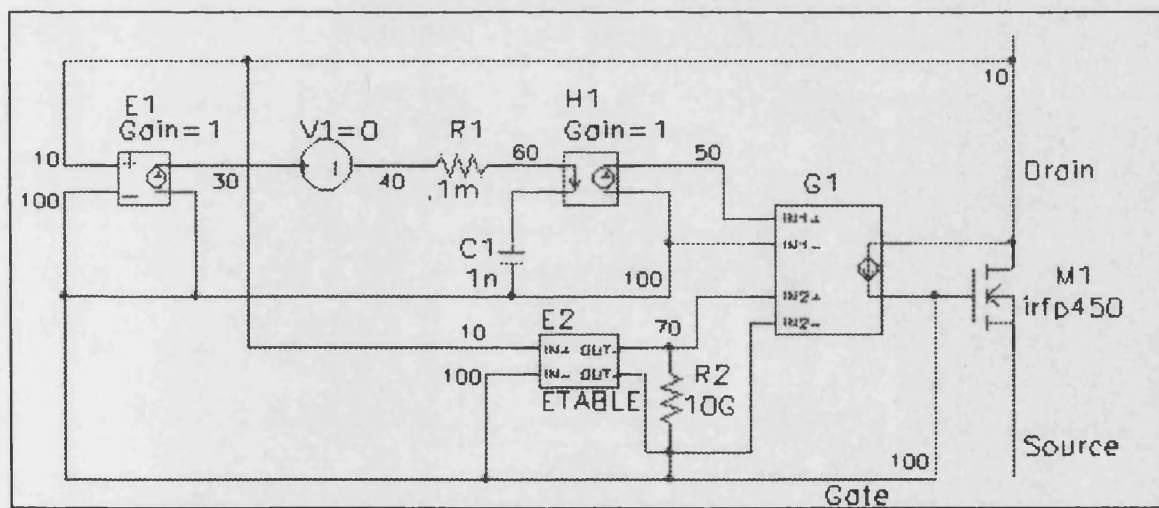 10
E1
H1
Gain=1
V1=0
R1
Gain=1
10
30
40
.1m
60
50
G1
Drain
100
IN1+
IN1-
C1
1n
100
M1
irfp450
IN2+
IN2-
10
E2
70
IN+ OUT
IN- OUT
100
ETABLE
R2
10G
100
Source
Gate